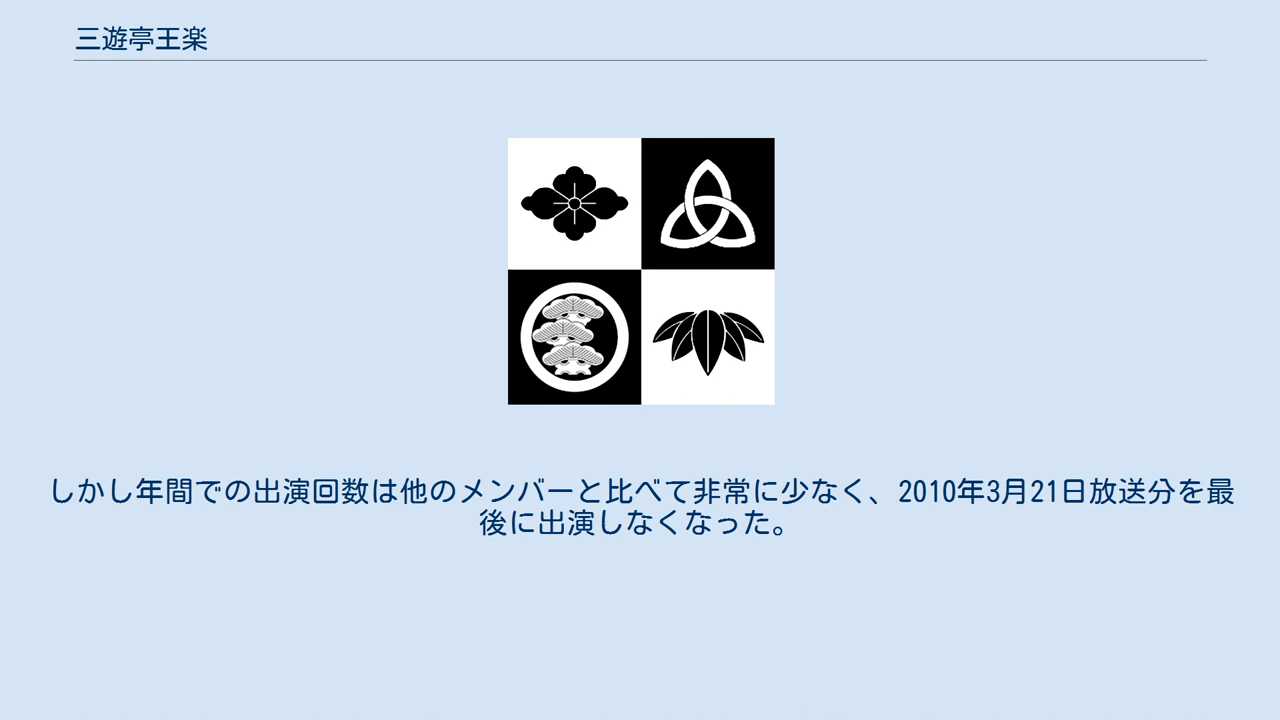 三遊亭王楽
しかし年間での出演回数は他のメンバーと比べて非常に少なく、2010年3月21日放送分を最
後に出演しなくなった。